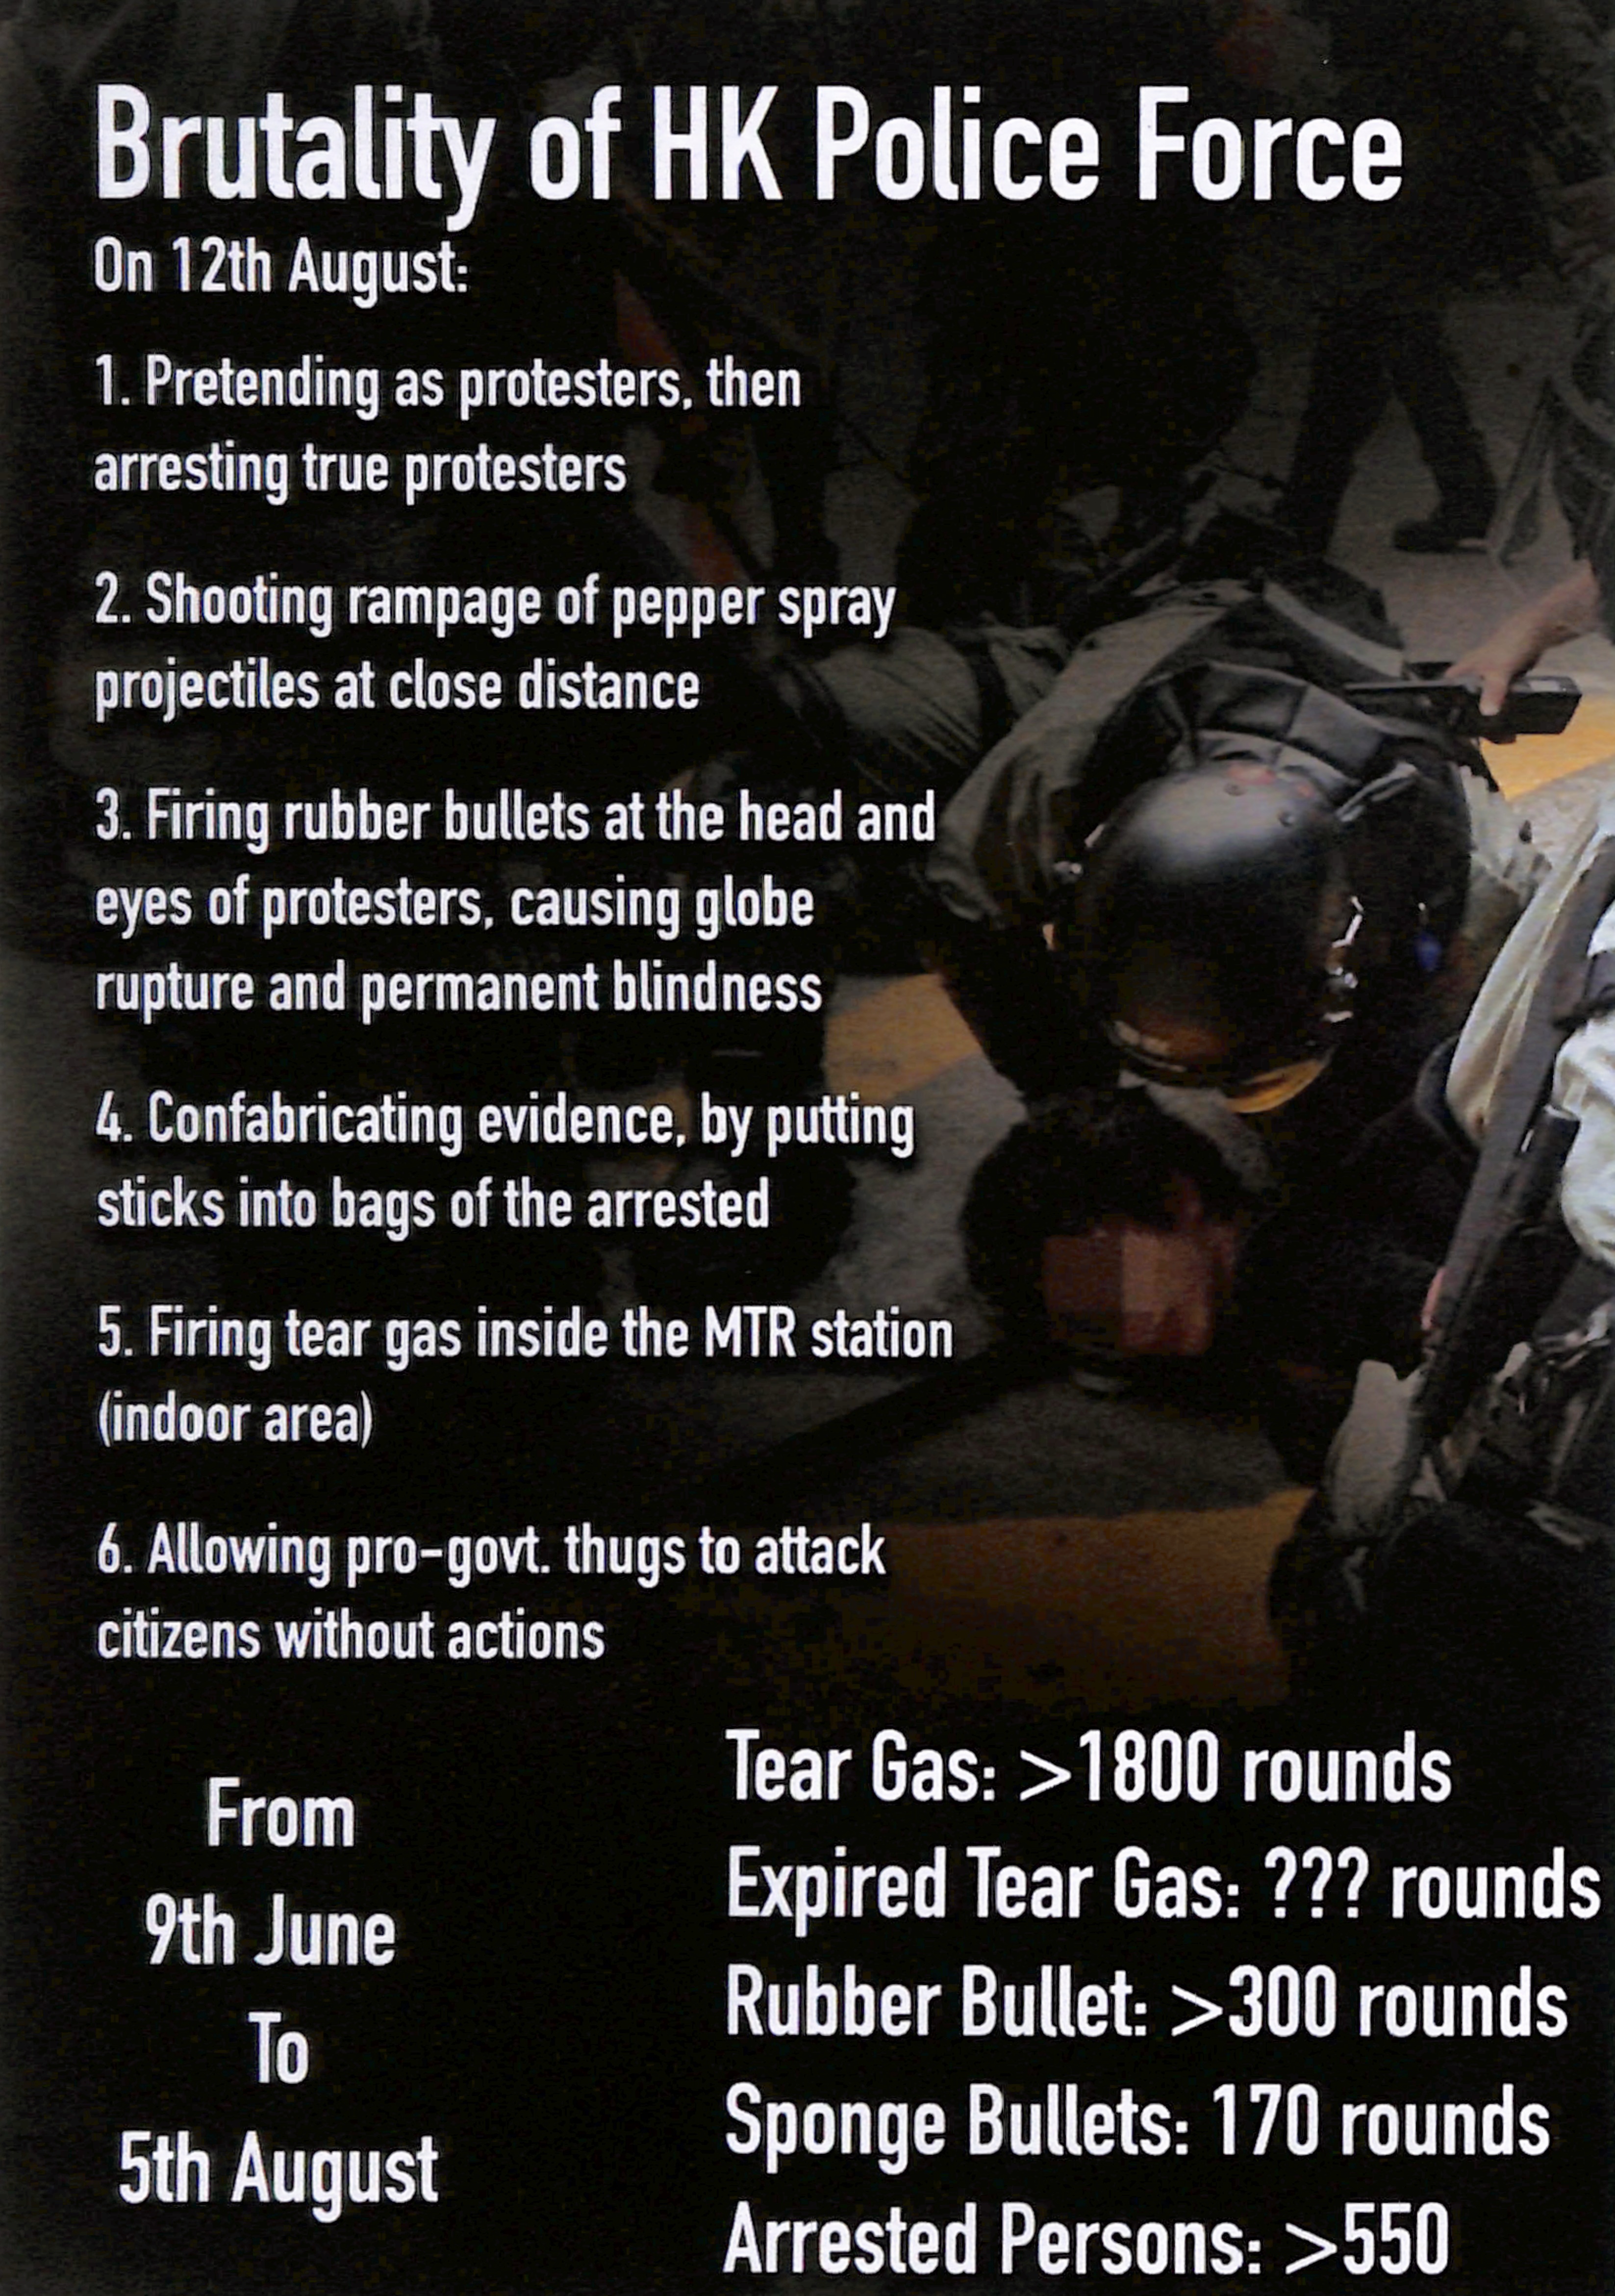 Brutality of HK Police Force
On 12th August:
1. Pretending as protesters, then
arresting true protesters
2. Shooting rampage of pepper spray
projectiles at close distance
3. Firing rubber bullets at the head and
eyes of protesters, causing globe
rupture and permanent blindness
4. Confabricating evidence, by putting
sticks into bags of the arrested
5. Firing tear gas inside the MTR station
(indoor area)
6. Allowing pro-govt. thugs to attack
citizens without actions
From
9th June
To
5th August
Tear Gas: >1800 rounds
Expired Tear Gas: ??? rounds
Rubber Bullet: >300 rounds
Sponge Bullets: 170 rounds
Arrested Persons: >550